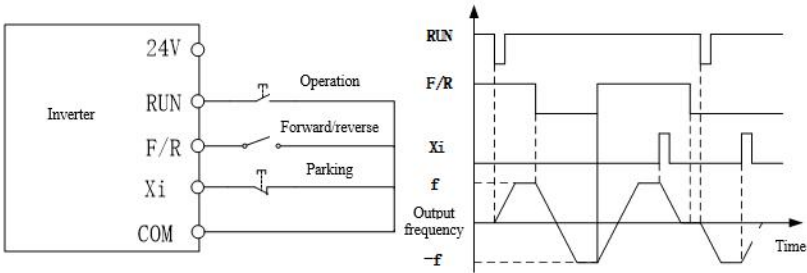 24V
Inverter
RUN
Operation
F/R
Forward/reverse
Xi
Parking
COM
RUN
F/R
Xi
f
Output
frequency
-f
Time